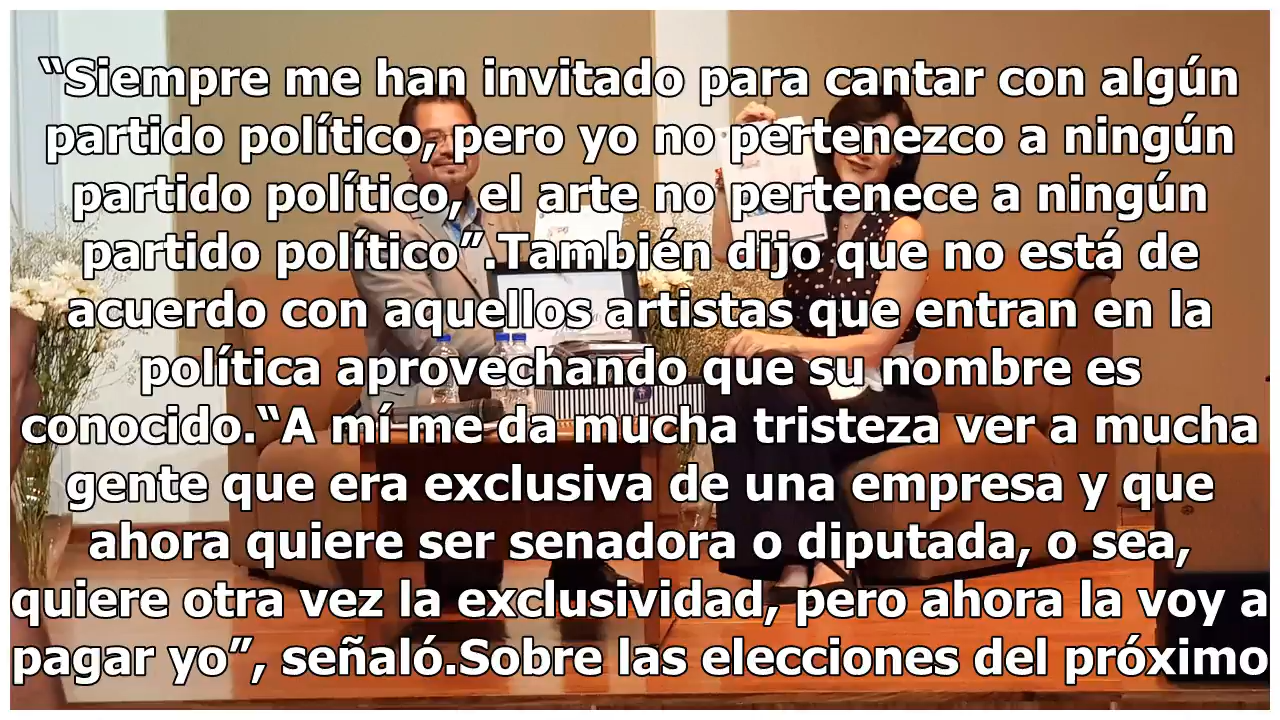 “Siempre me han invitado para cantar con algún
partido político, pero yo no pertenezco a ningún
partido político, el arte no pertenece a ningún
partido político”.También dijo que no está de
acuerdo con aquellos artistas que entran en la
política aprovechando que su nombre es
conocido.“A mí me da mucha tristeza ver a mucha
gente que era exclusiva de una empresa y que
ahora quiere ser senadora o diputada, o sea,
quiere otra vez la exclusividad, pero ahora la voy a
pagar yo”, señaló.Sobre las elecciones del próximo